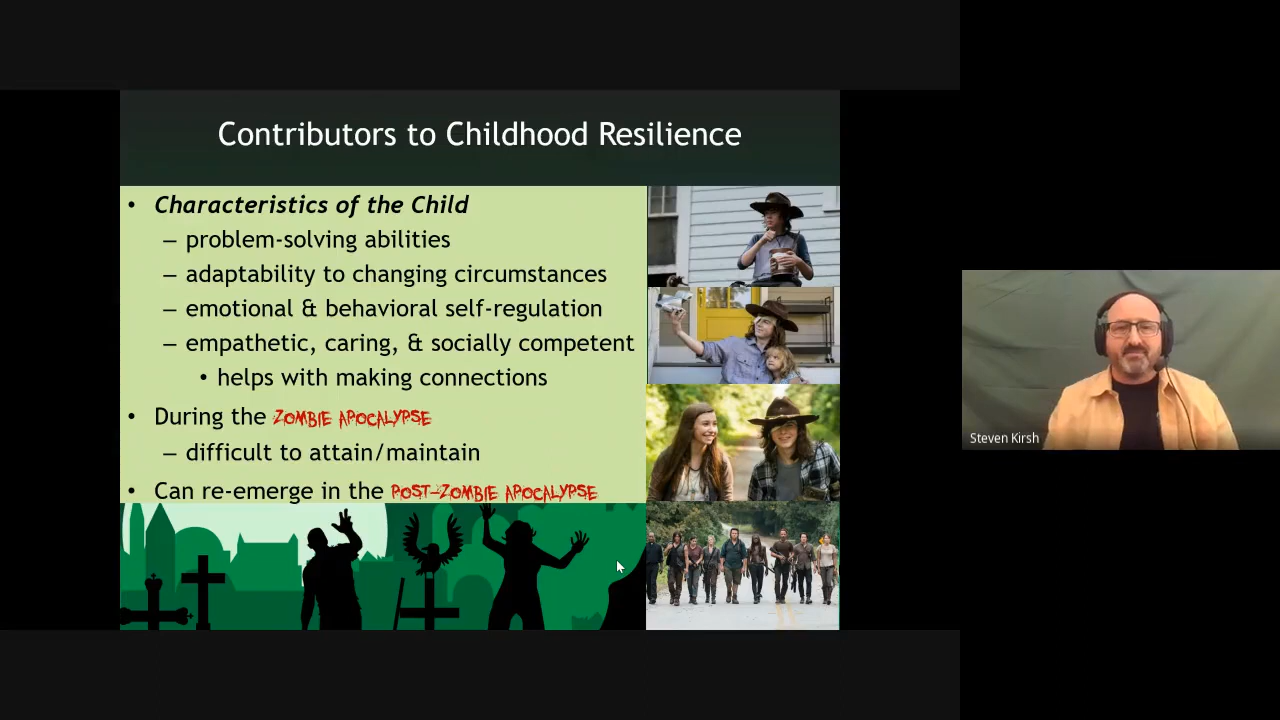 Contributors to Childhood Resilience
• Characteristics of the Child
– problem-solving abilities
– adaptability to changing circumstances
– emotional & behavioral self-regulation
– empathetic, caring, & socially competent
• helps with making connections
• During the ZOMBIE APOCALYPSE
– difficult to attain/maintain
• Can re-emerge in the POST-ZOMBIE APOCALYPSE
Steven Kirsh